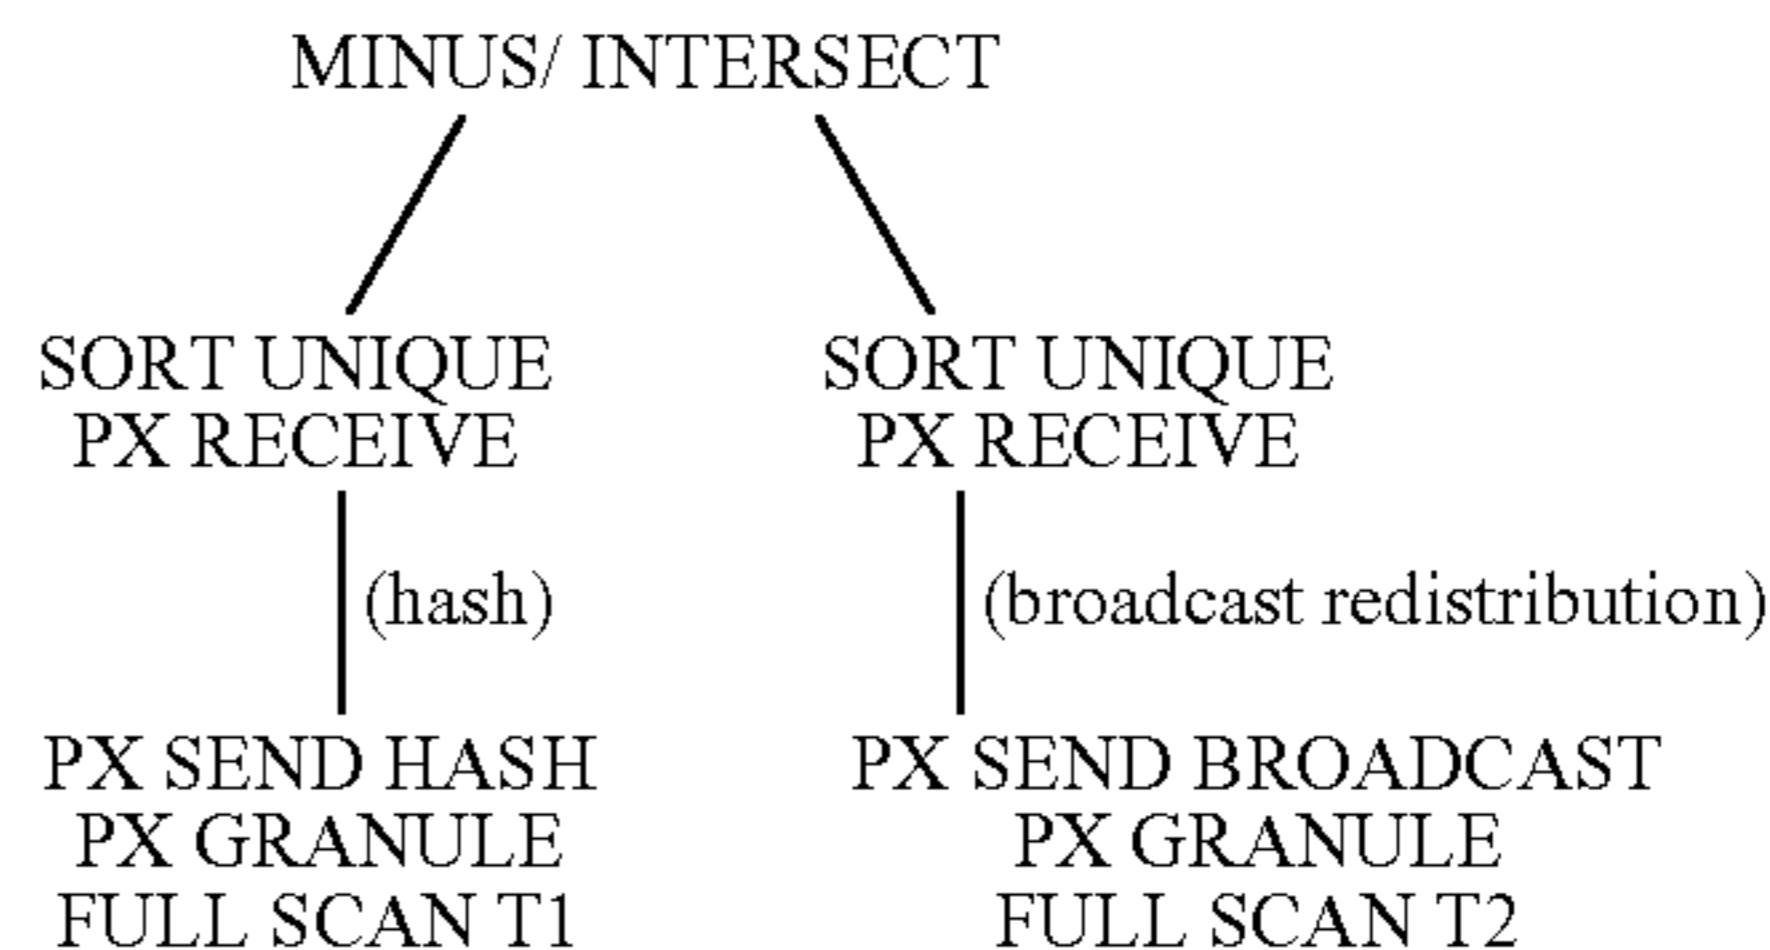 MINUS/ INTERSECT
SORT UNIQUE
PX RECEIVE
SORT UNIQUE
PX RECEIVE
(hash)
(broadcast redistribution)
PX SEND HASH
PX GRANULE
FULL SCAN T1
PX SEND BROADCAST
PX GRANULE
FULL SCAN T2